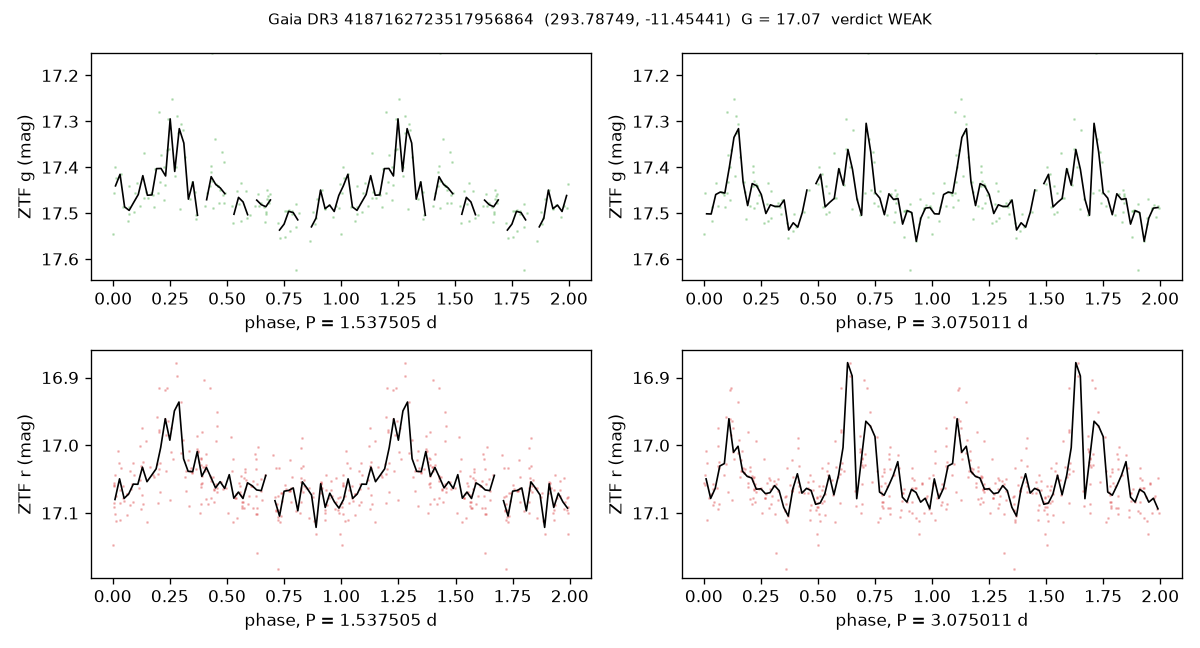 Gaia DR3 4187162723517956864  (293.78749, -11.45441)  G = 17.07  verdict WEAK
ZTF g (mag)
17.2
17.3
17.4
17.5
17.6
0.00 0.25 0.50 0.75 1.00 1.25 1.50 1.75 2.00
phase, P = 1.537505 d
ZTF g (mag)
17.2
17.3
17.4
17.5
17.6
0.00 0.25 0.50 0.75 1.00 1.25 1.50 1.75 2.00
phase, P = 3.075011 d
ZTF r (mag)
16.9
17.0
17.1
0.00 0.25 0.50 0.75 1.00 1.25 1.50 1.75 2.00
phase, P = 1.537505 d
ZTF r (mag)
16.9
17.0
17.1
0.00 0.25 0.50 0.75 1.00 1.25 1.50 1.75 2.00
phase, P = 3.075011 d